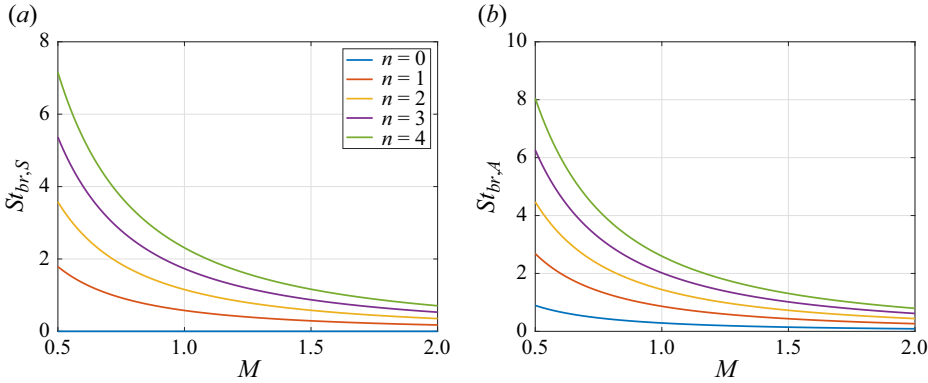 (a)
8
6
4
2
0
St_{br,S}
0.5 1.0 1.5 2.0
M
n = 0
n = 1
n = 2
n = 3
n = 4
(b)
10
8
6
4
2
0
St_{br,A}
0.5 1.0 1.5 2.0
M